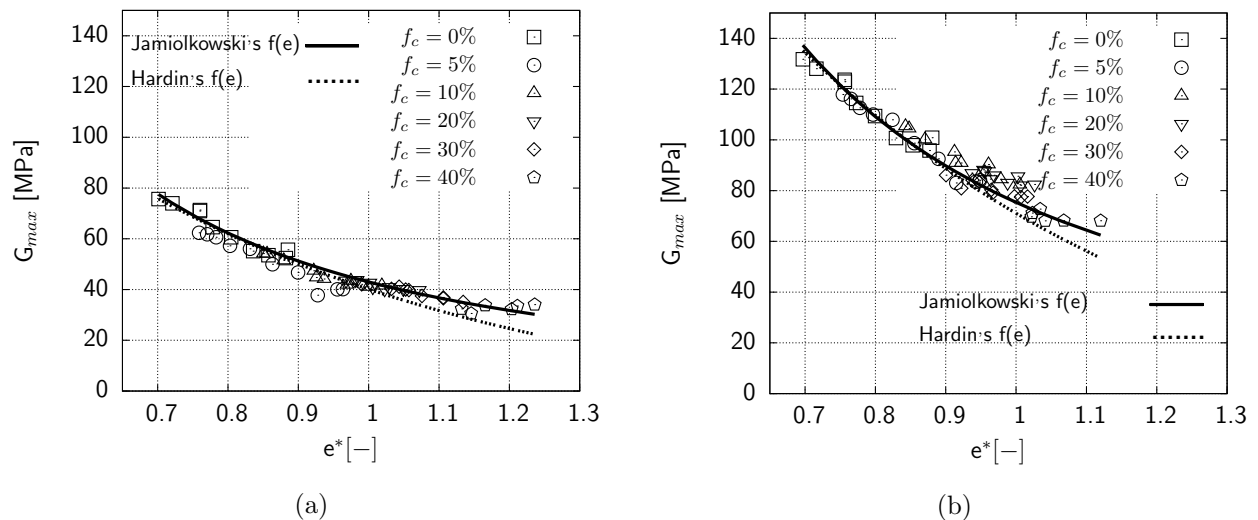 140
120
100
80
60
40
20
0
G_max [MPa]
Jamiolkowski's f(e)
Hardin's f(e)
f_c = 0%
f_c = 5%
f_c = 10%
f_c = 20%
f_c = 30%
f_c = 40%
0.7 0.8 0.9 1 1.1 1.2 1.3
e*[−]
(a)
140
120
100
80
60
40
20
0
G_max [MPa]
f_c = 0%
f_c = 5%
f_c = 10%
f_c = 20%
f_c = 30%
f_c = 40%
Jamiolkowski's f(e)
Hardin's f(e)
0.7 0.8 0.9 1 1.1 1.2 1.3
e*[−]
(b)